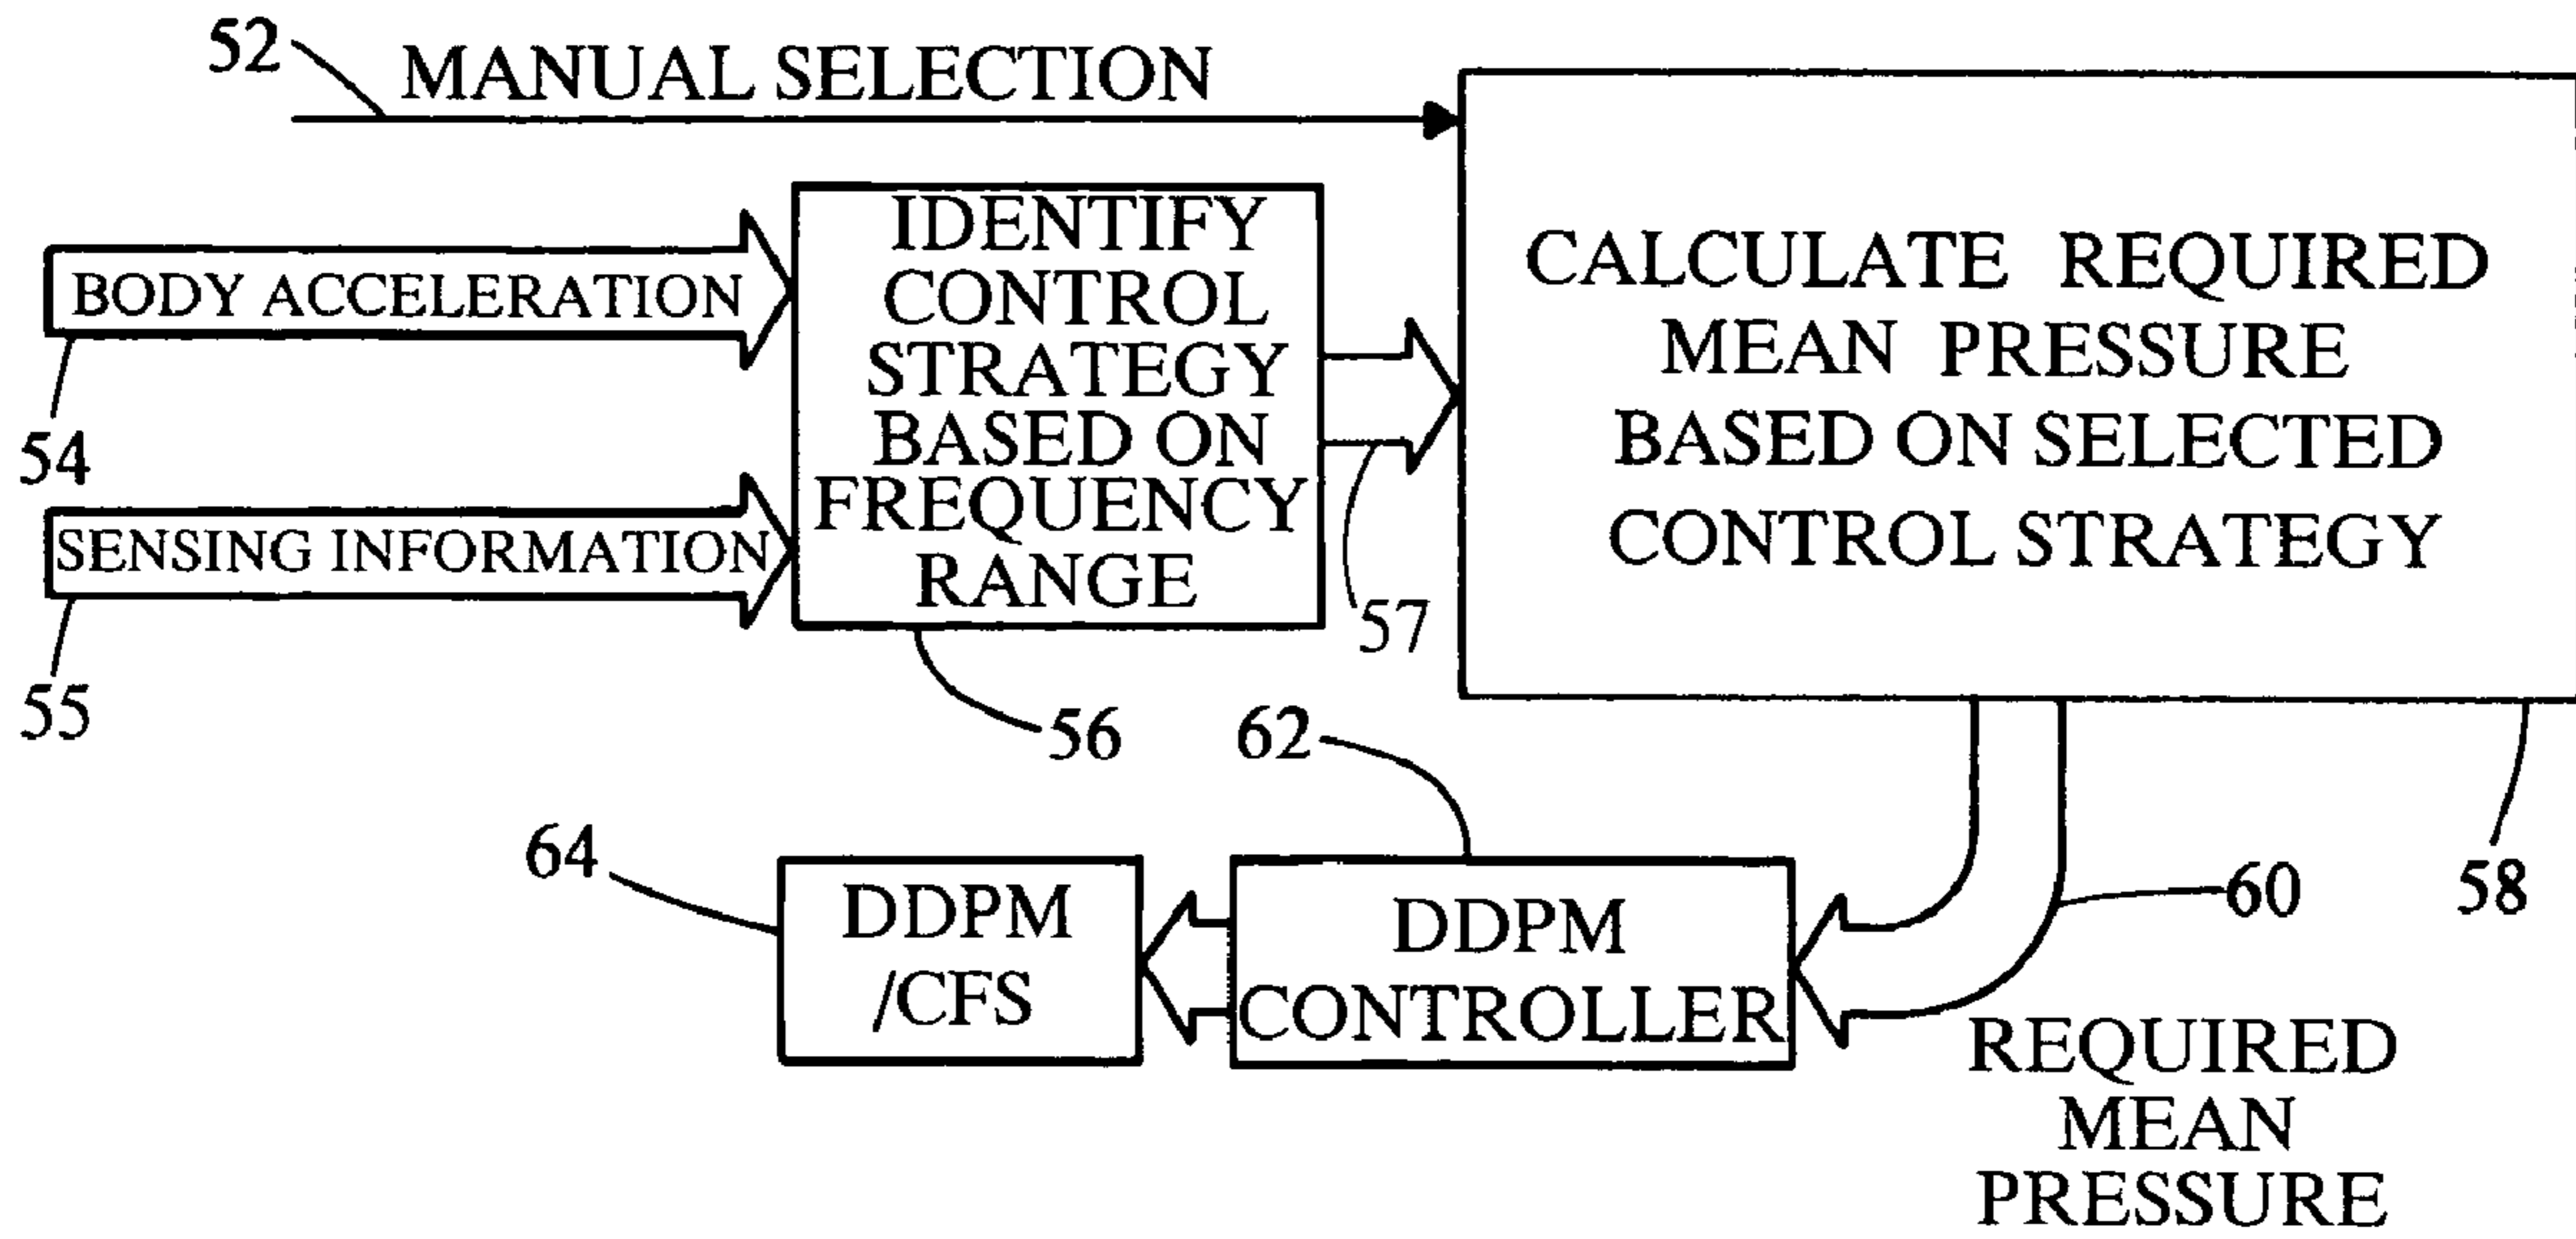 52
MANUAL SELECTION
BODY ACCELERATION
54
SENSING INFORMATION
55
IDENTIFY
CONTROL
STRATEGY
BASED ON
FREQUENCY
RANGE
56
57
CALCULATE REQUIRED
MEAN PRESSURE
BASED ON SELECTED
CONTROL STRATEGY
58
60
REQUIRED
MEAN
PRESSURE
62
DDPM
CONTROLLER
64
DDPM
/CFS